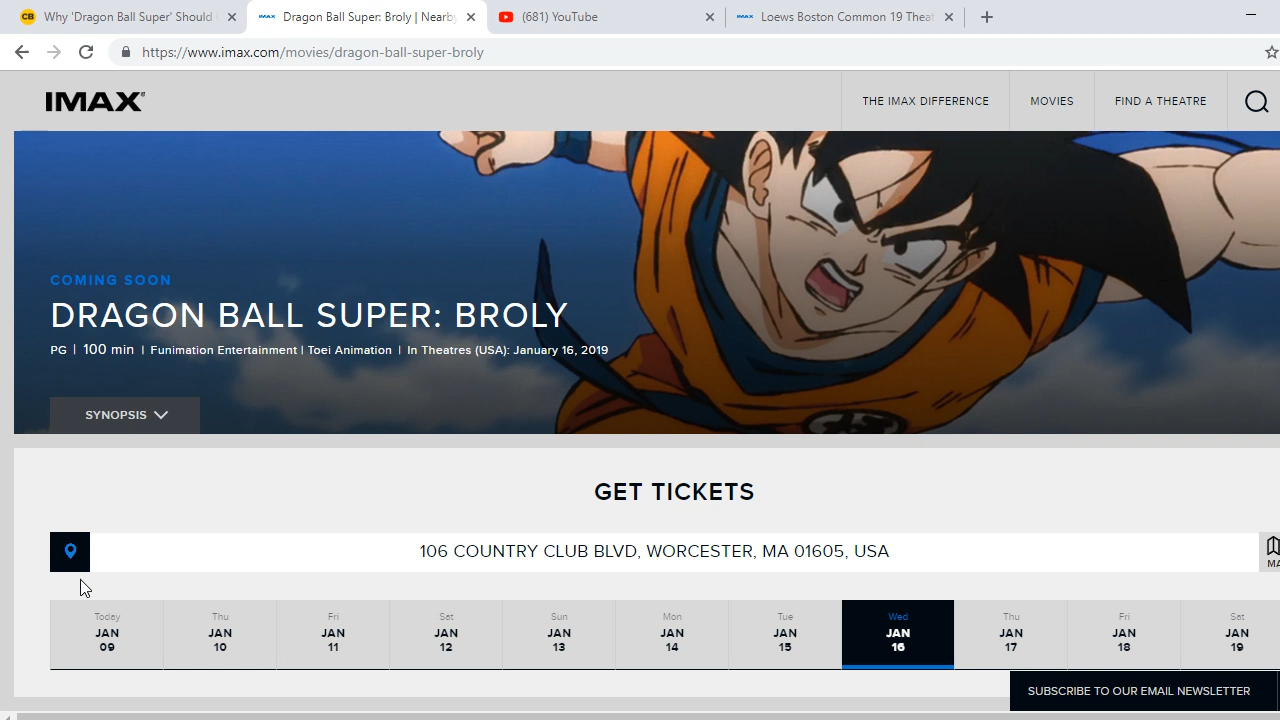 CB Why 'Dragon Ball Super' Should
IMAX Dragon Ball Super: Broly | Nearby
(681) YouTube
IMAX Loews Boston Common 19 Theat
https://www.imax.com/movies/dragon-ball-super-broly
IMAX
THE IMAX DIFFERENCE
MOVIES
FIND A THEATRE
COMING SOON
DRAGON BALL SUPER: BROLY
PG | 100 min | Funimation Entertainment | Toei Animation | In Theatres (USA): January 16, 2019
SYNOPSIS
GET TICKETS
106 COUNTRY CLUB BLVD, WORCESTER, MA 01605, USA
MA
Today Thu Fri Sat Sun Mon Tue Wed Thu Fri Sat
JAN JAN JAN JAN JAN JAN JAN JAN JAN JAN JAN
09 10 11 12 13 14 15 16 17 18 19
SUBSCRIBE TO OUR EMAIL NEWSLETTER